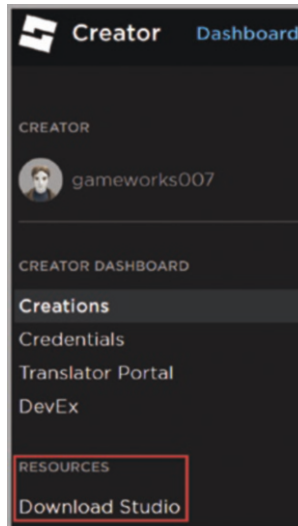 Creator Dashboard
CREATOR
gameworks007
CREATOR DASHBOARD
Creations
Credentials
Translator Portal
DevEx
RESOURCES
Download Studio